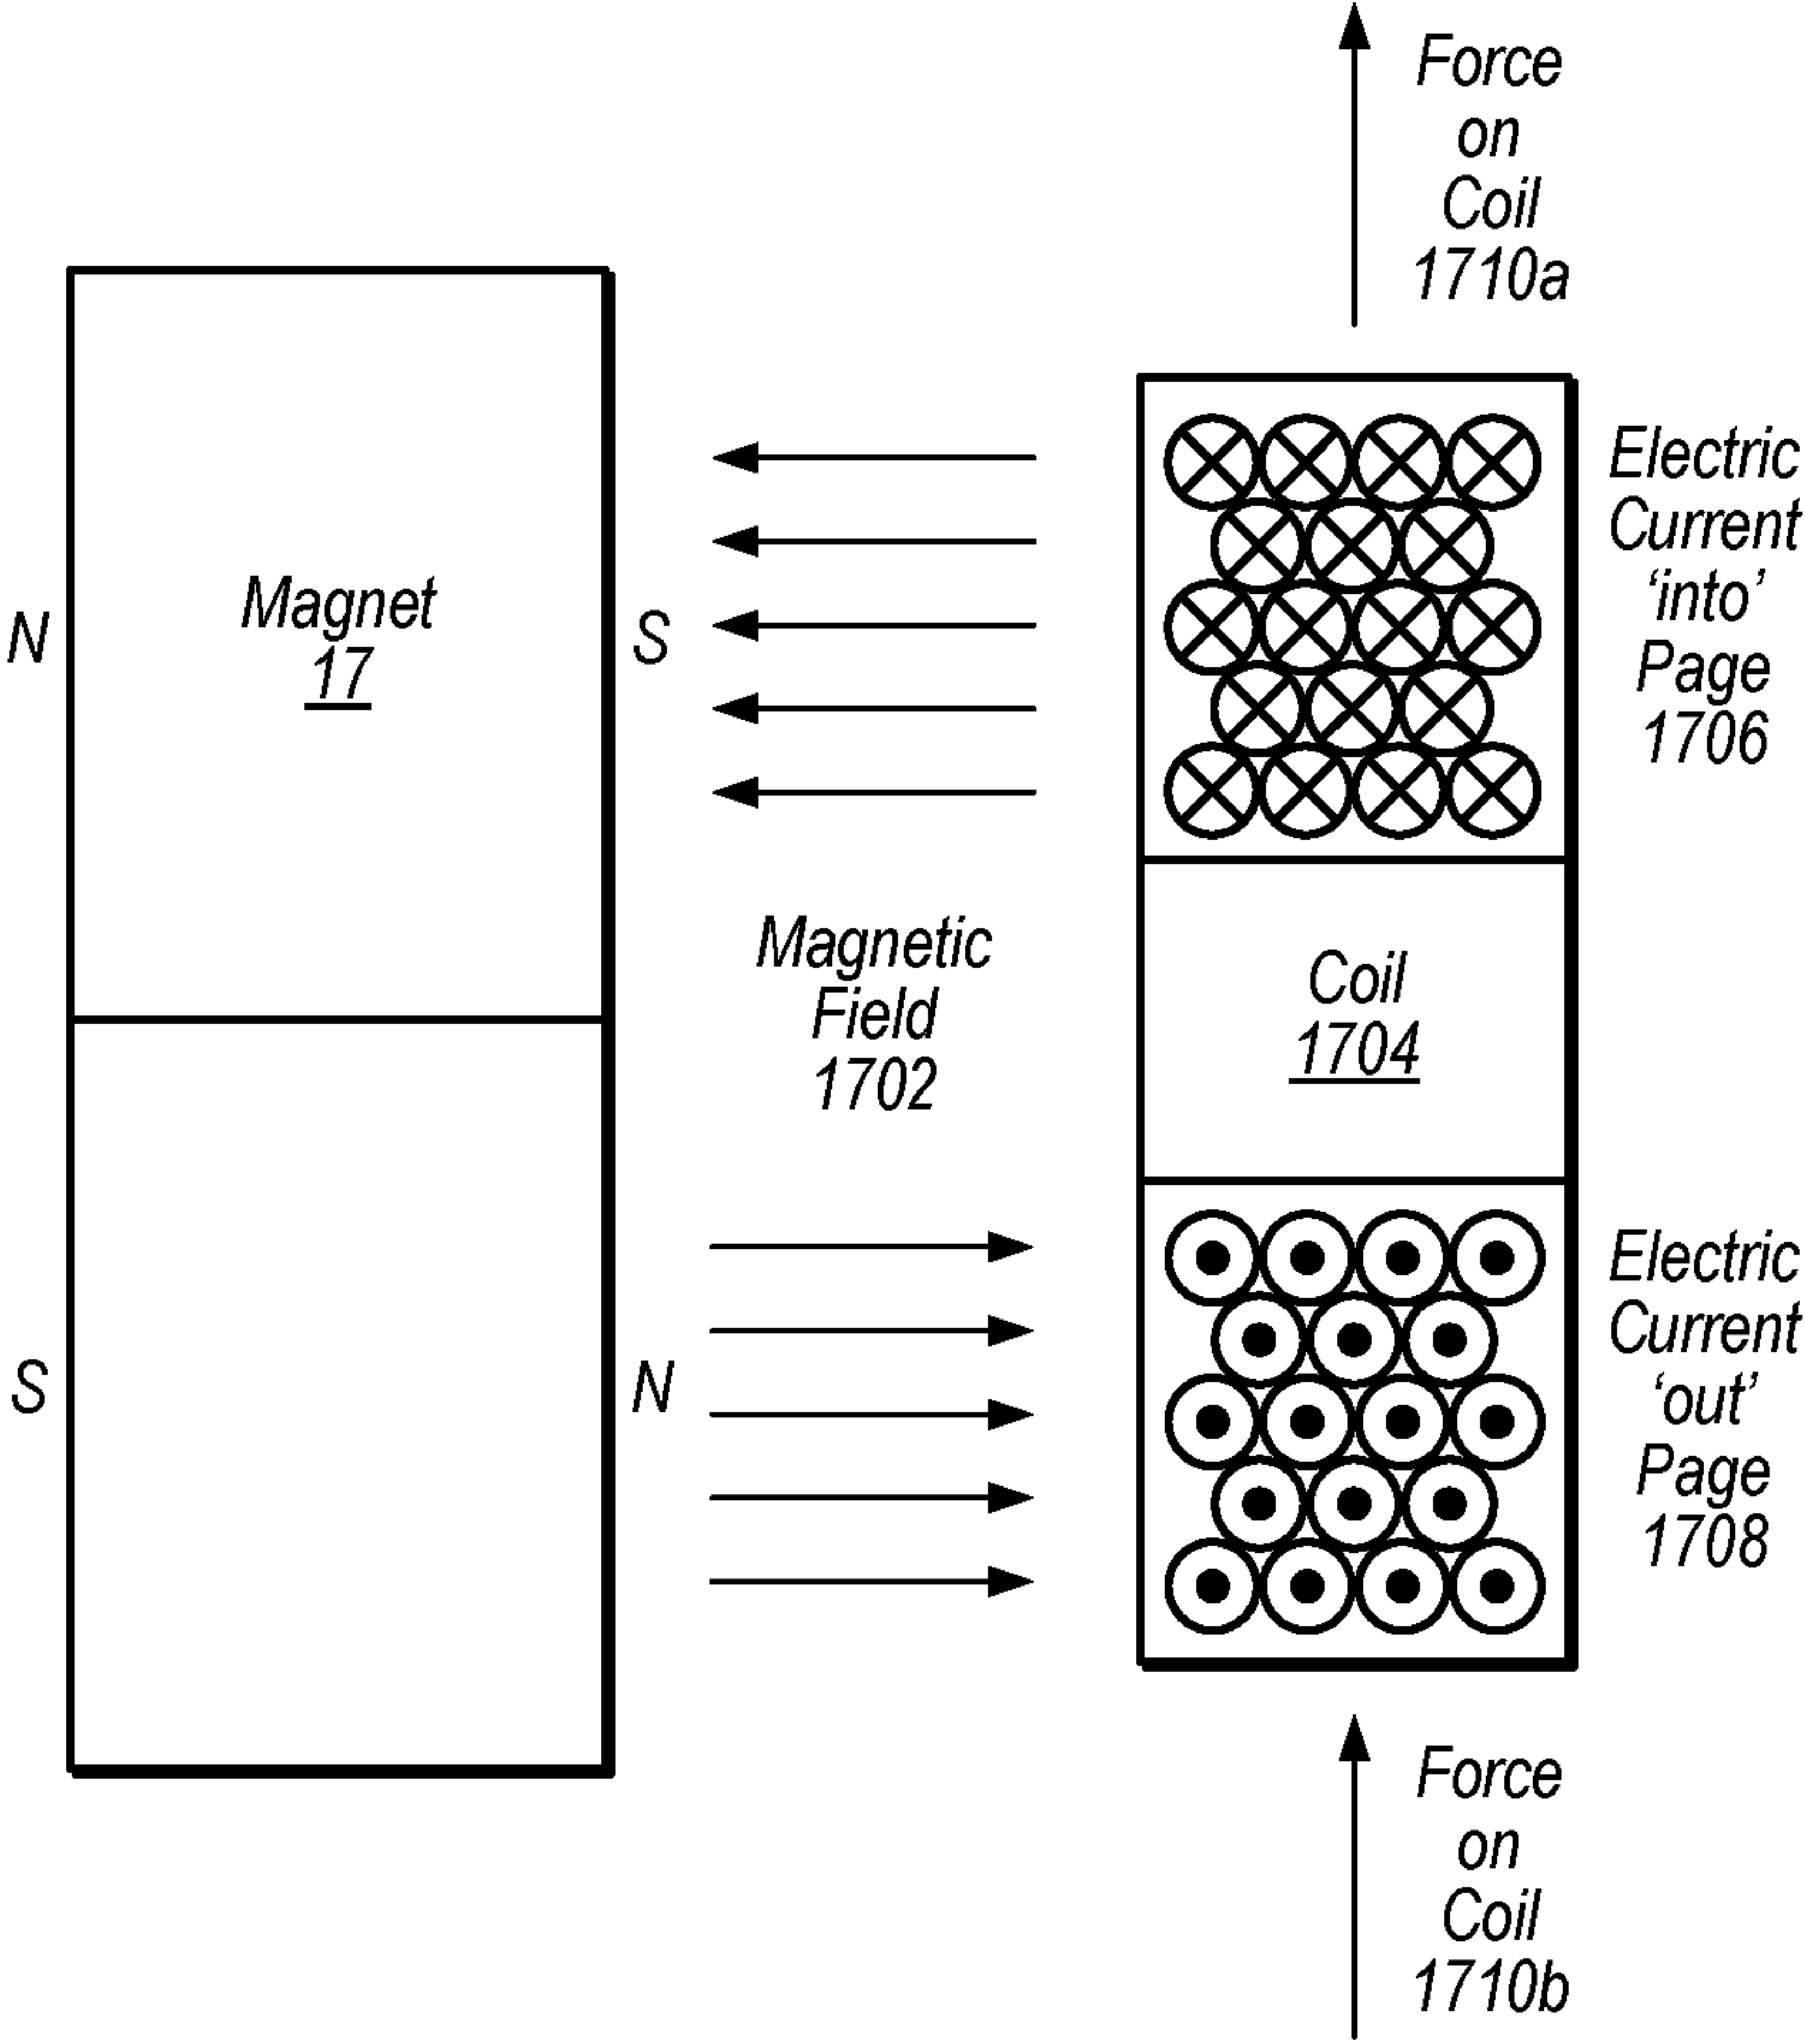 Force
on
Coil
1710a
Electric
Current
‘into’
Page
1706
N
Magnet
17
S
Magnetic
Field
1702
Coil
1704
Electric
Current
‘out’
Page
1708
S
N
Force
on
Coil
1710b